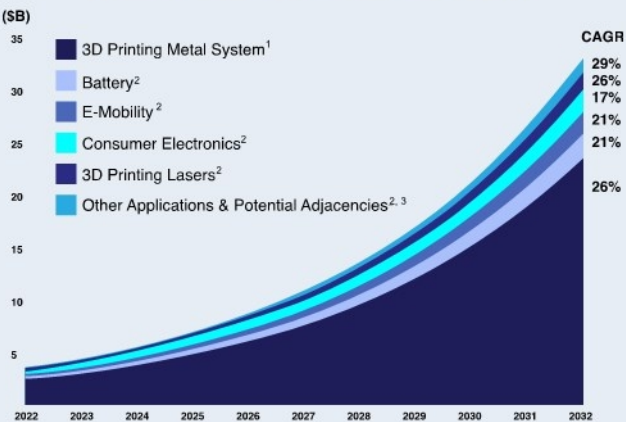 ($B)
CAGR
35
30
25
20
15
10
5
3D Printing Metal System¹
Battery²
E-Mobility²
Consumer Electronics²
3D Printing Lasers²
Other Applications & Potential Adjacencies²,³
29%
26%
17%
21%
21%
26%
2022 2023 2024 2025 2026 2027 2028 2029 2030 2031 2032